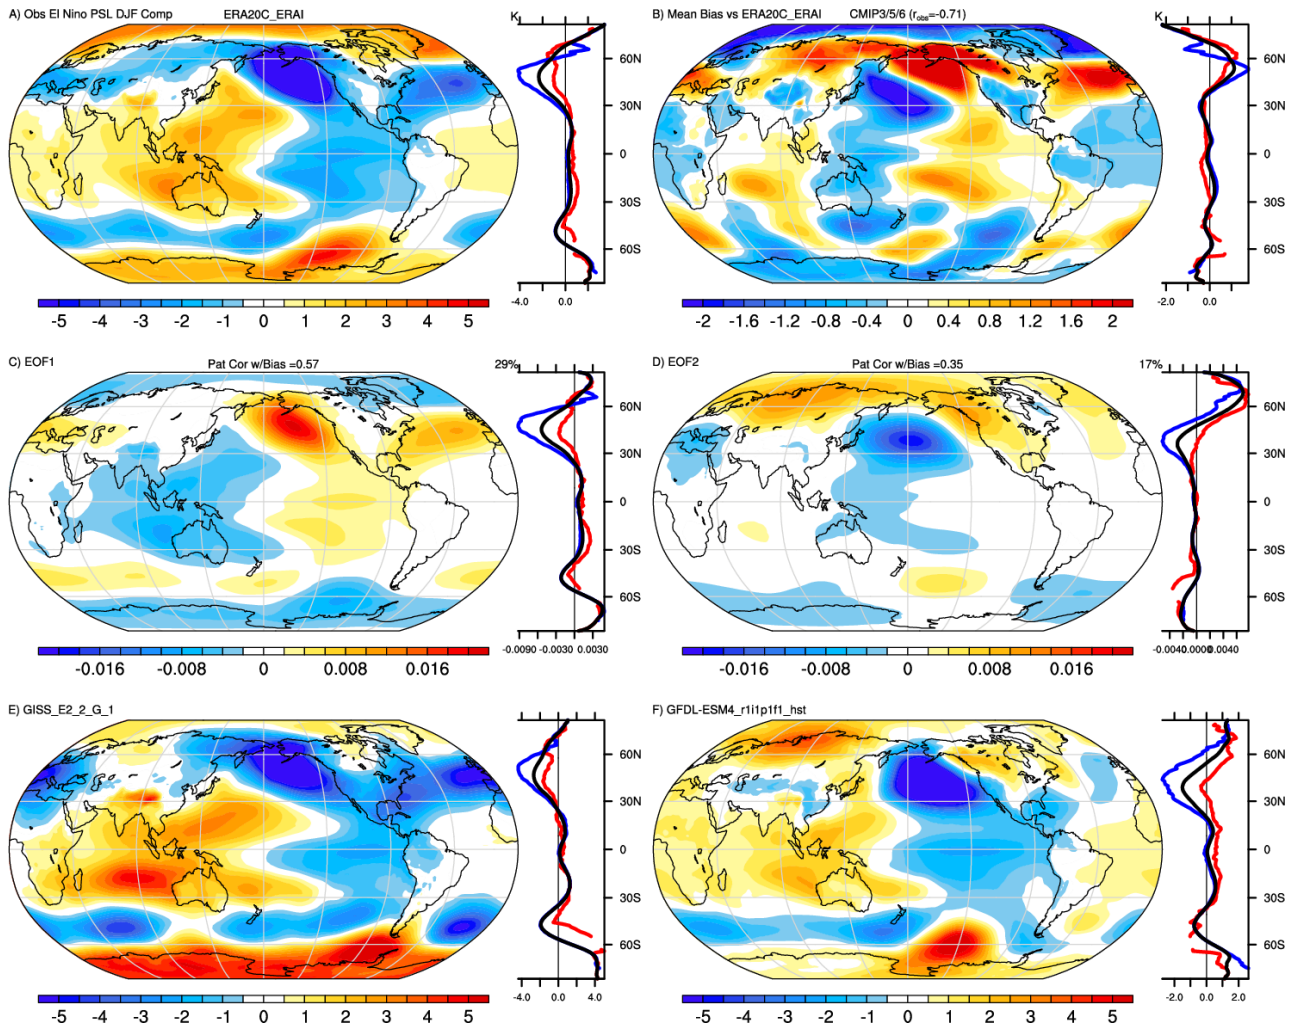 A) Obs El Nino PSL DJF Comp ERA20C_ERAI K
60N
30N
0
30S
60S
-4.0 0.0
-5 -4 -3 -2 -1 0 1 2 3 4 5
B) Mean Bias vs ERA20C_ERAI CMIP3/5/6 (robs=-0.71) K
60N
30N
0
30S
60S
-2.0 0.0
-2 -1.6 -1.2 -0.8 -0.4 0 0.4 0.8 1.2 1.6 2
C) EOF1 Pat Cor w/Bias =0.57 29%
60N
30N
0
30S
60S
-0.0090 -0.0030 0.0030
-0.016 -0.008 0 0.008 0.016
D) EOF2 Pat Cor w/Bias =0.35 17%
60N
30N
0
30S
60S
-0.0040 0.0000 0.0040
-0.016 -0.008 0 0.008 0.016
E) GISS_E2_2_G_1
60N
30N
0
30S
60S
-4.0 0.0 4.0
-5 -4 -3 -2 -1 0 1 2 3 4 5
F) GFDL-ESM4_r1i1p1f1_hst
60N
30N
0
30S
60S
-2.0 0.0 2.0
-5 -4 -3 -2 -1 0 1 2 3 4 5